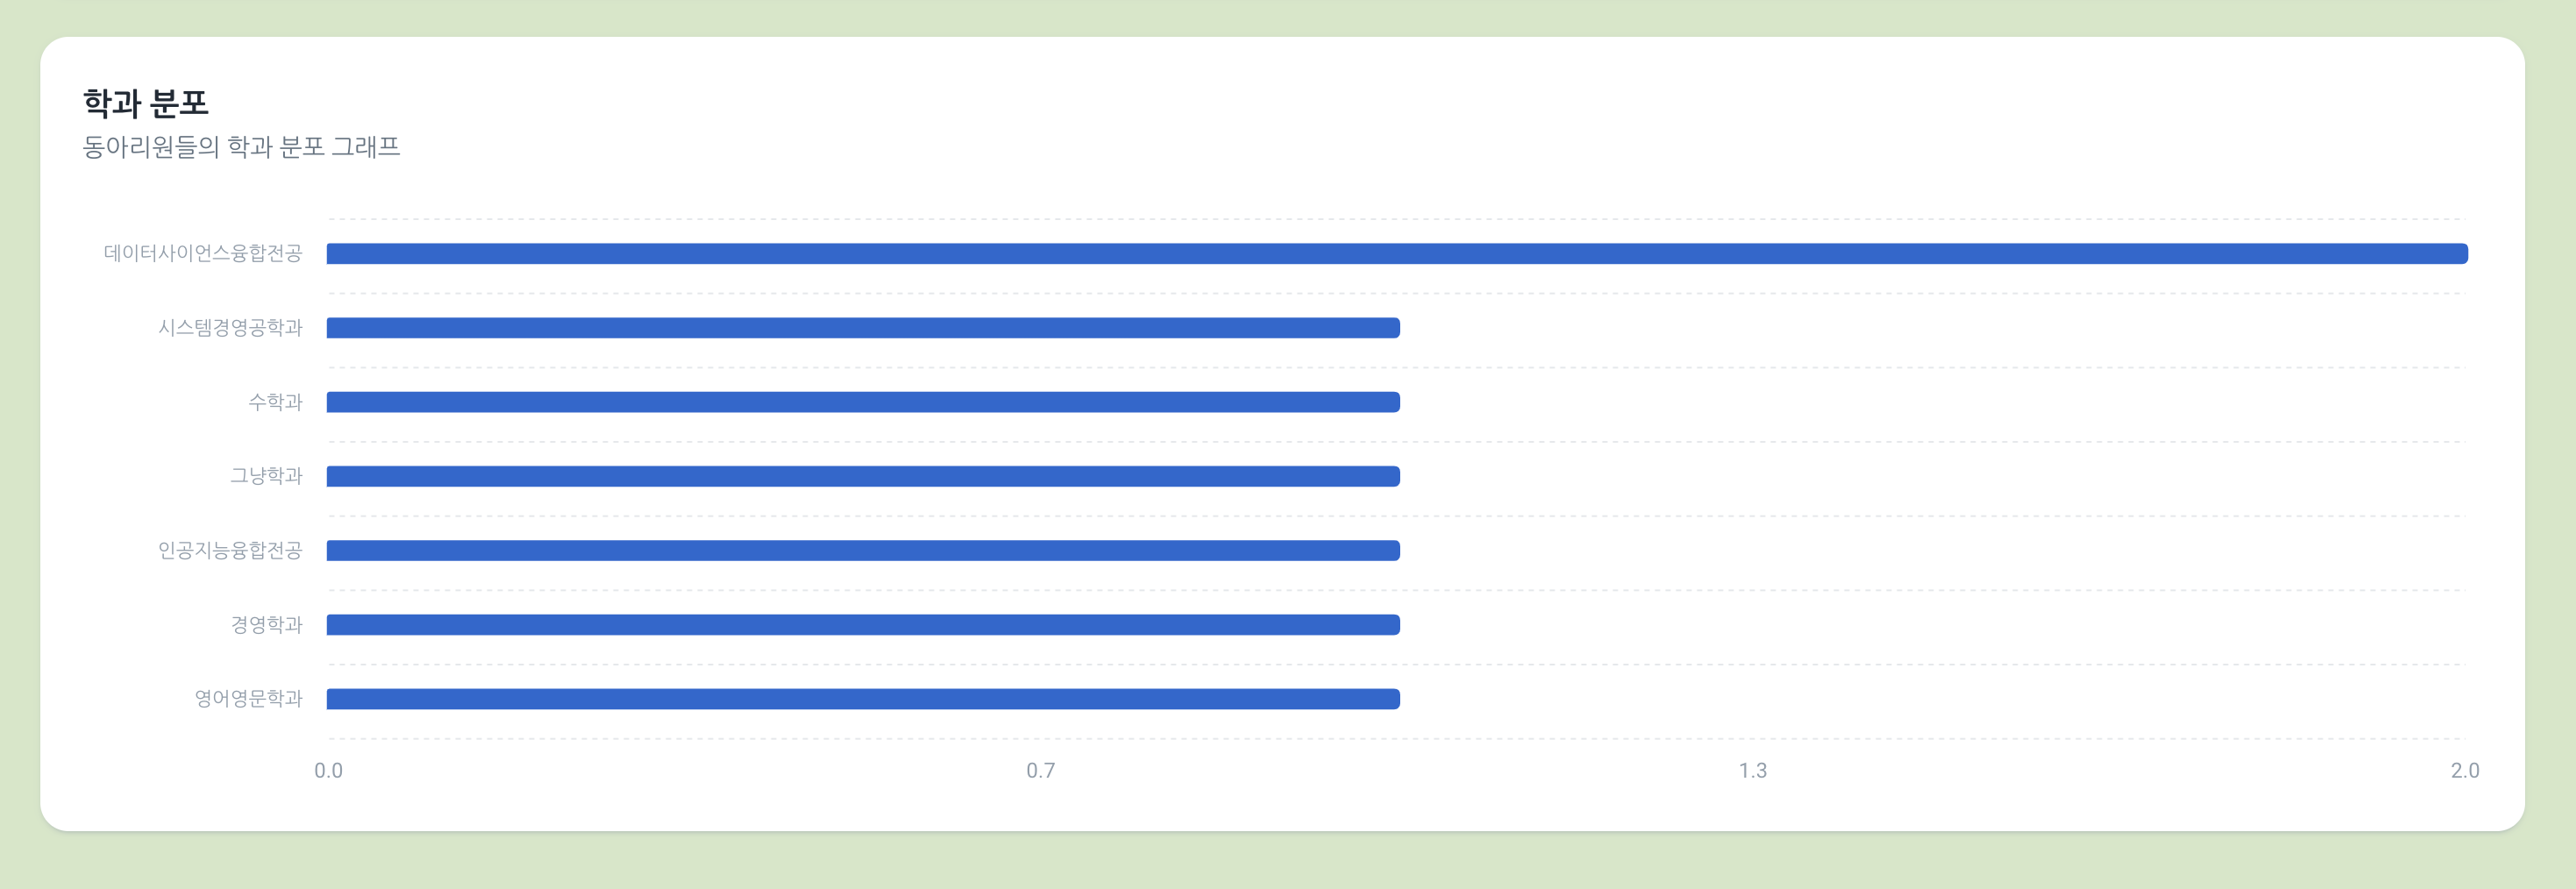 학과 분포
동아리원들의 학과 분포 그래프
데이터사이언스융합전공
시스템경영공학과
수학과
그냥학과
인공지능융합전공
경영학과
영어영문학과
0.0 0.7 1.3 2.0